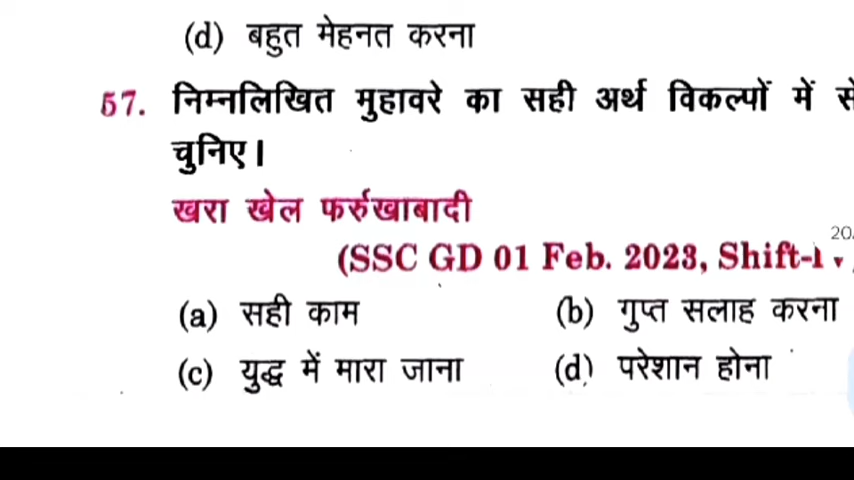 (d) बहुत मेहनत करना
57. निम्नलिखित मुहावरे का सही अर्थ विकल्पों में से
चुनिए।
खरा खेल फर्रुखाबादी
20
(SSC GD 01 Feb. 2023, Shift-
(a) सही काम (b) गुप्त सलाह करना
(c) युद्ध में मारा जाना (d) परेशान होना